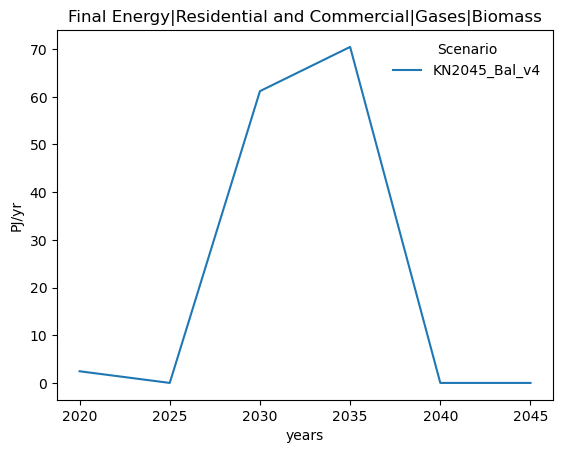 Final Energy|Residential and Commercial|Gases|Biomass
Scenario
KN2045_Bal_v4
PJ/yr
70
60
50
40
30
20
10
0
2020 2025 2030 2035 2040 2045
years